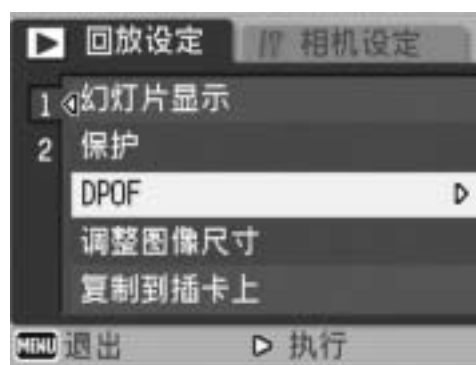 回放设定 相机设定
1 幻灯片显示
2 保护
DPOF
调整图像尺寸
复制到插卡上
MENU 退出 执行